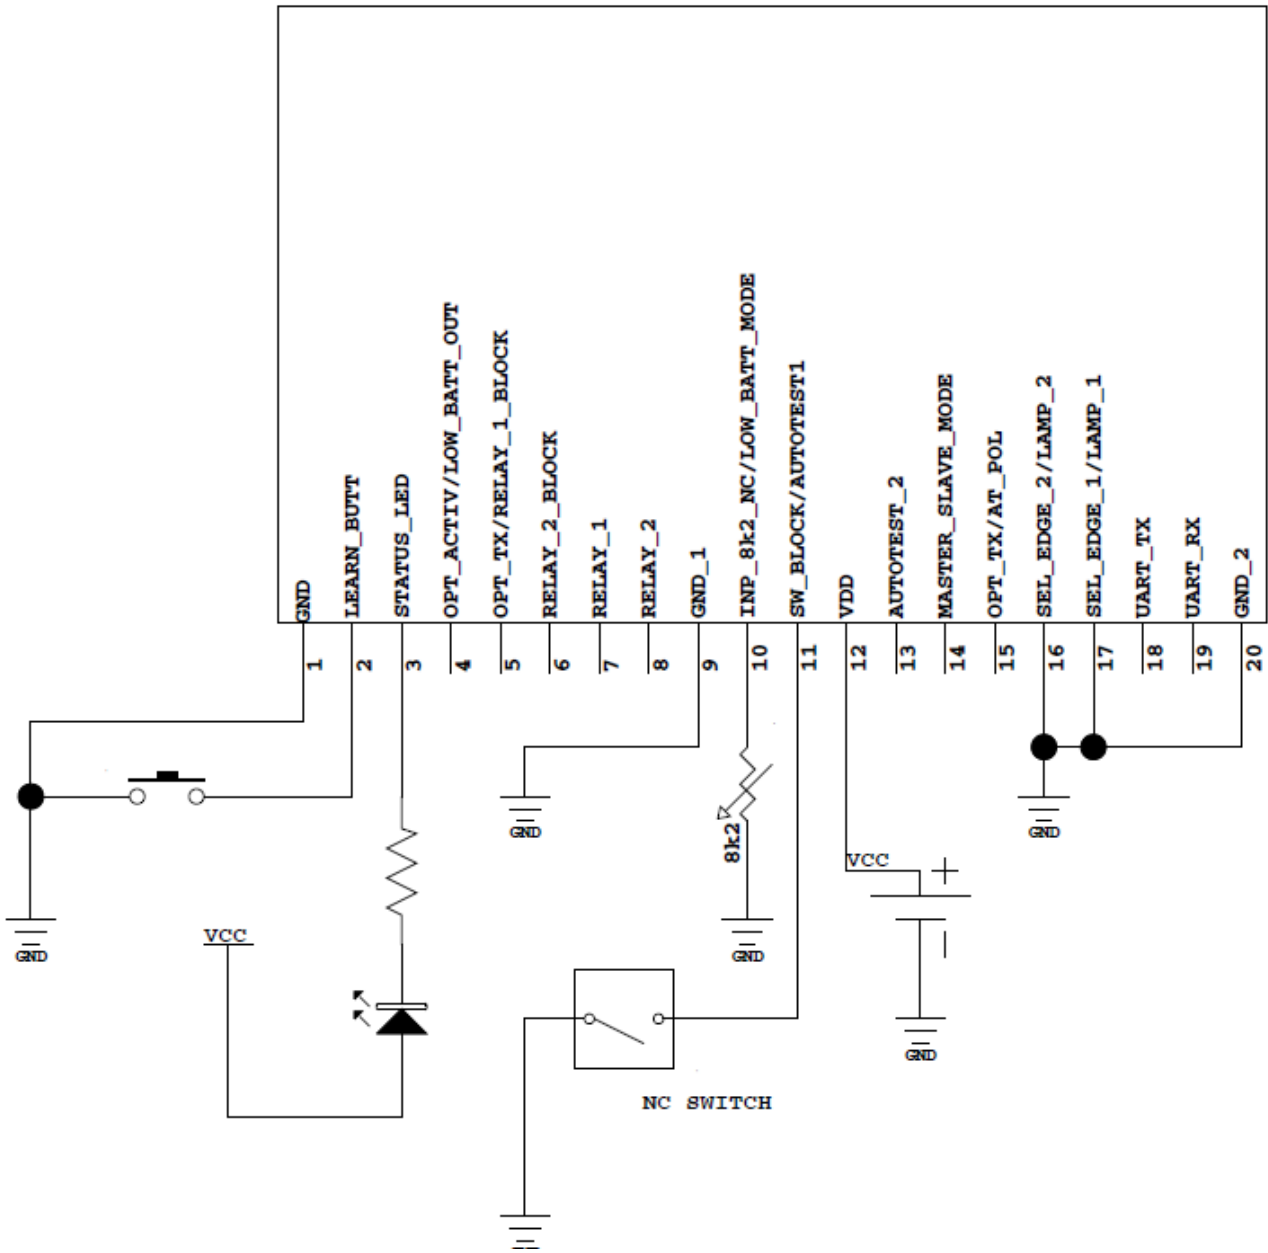 GND
LEARN_BUTT
STATUS_LED
OPT_ACTIV/LOW_BATT_OUT
OPT_TX/RELAY_1_BLOCK
RELAY_2_BLOCK
RELAY_1
RELAY_2
GND_1
INP_8k2_NC/LOW_BATT_MODE
SW_BLOCK/AUTOTEST1
VDD
AUTOTEST_2
MASTER_SLAVE_MODE
OPT_TX/AT_POL
SEL_EDGE_2/LAMP_2
SEL_EDGE_1/LAMP_1
UART_TX
UART_RX
GND_2
1
2
3
4
5
6
7
8
9
10
11
12
13
14
15
16
17
18
19
20
GND
GND
8k2
VCC
+
VCC
GND
GND
GND
NC SWITCH